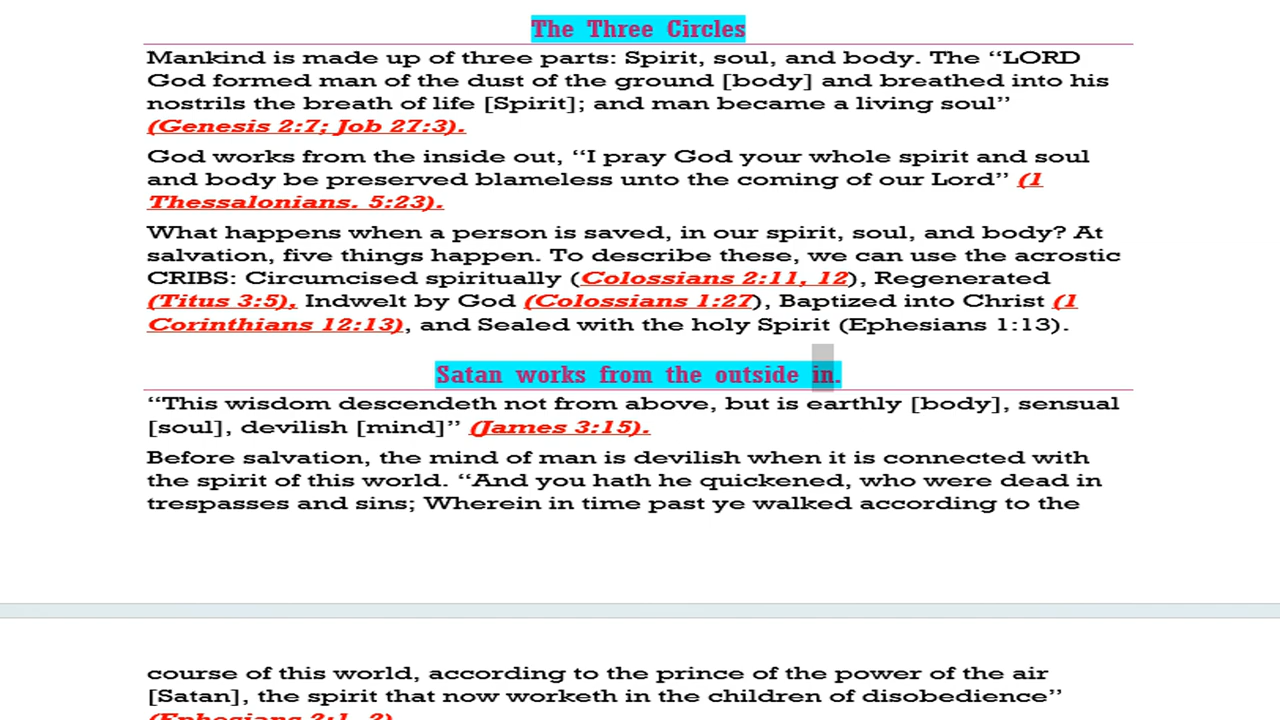 The Three Circles
Mankind is made up of three parts: Spirit, soul, and body. The “LORD
God formed man of the dust of the ground [body] and breathed into his
nostrils the breath of life [Spirit]; and man became a living soul”
(Genesis 2:7; Job 27:3).
God works from the inside out, “I pray God your whole spirit and soul
and body be preserved blameless unto the coming of our Lord” (1
Thessalonians. 5:23).
What happens when a person is saved, in our spirit, soul, and body? At
salvation, five things happen. To describe these, we can use the acrostic
CRIBS: Circumcised spiritually (Colossians 2:11, 12), Regenerated
(Titus 3:5), Indwelt by God (Colossians 1:27), Baptized into Christ (1
Corinthians 12:13), and Sealed with the holy Spirit (Ephesians 1:13).
Satan works from the outside in.
“This wisdom descendeth not from above, but is earthly [body], sensual
[soul], devilish [mind]” (James 3:15).
Before salvation, the mind of man is devilish when it is connected with
the spirit of this world. “And you hath he quickened, who were dead in
trespasses and sins; Wherein in time past ye walked according to the
course of this world, according to the prince of the power of the air
[Satan], the spirit that now worketh in the children of disobedience”
(Ephesians 2:1, 2)